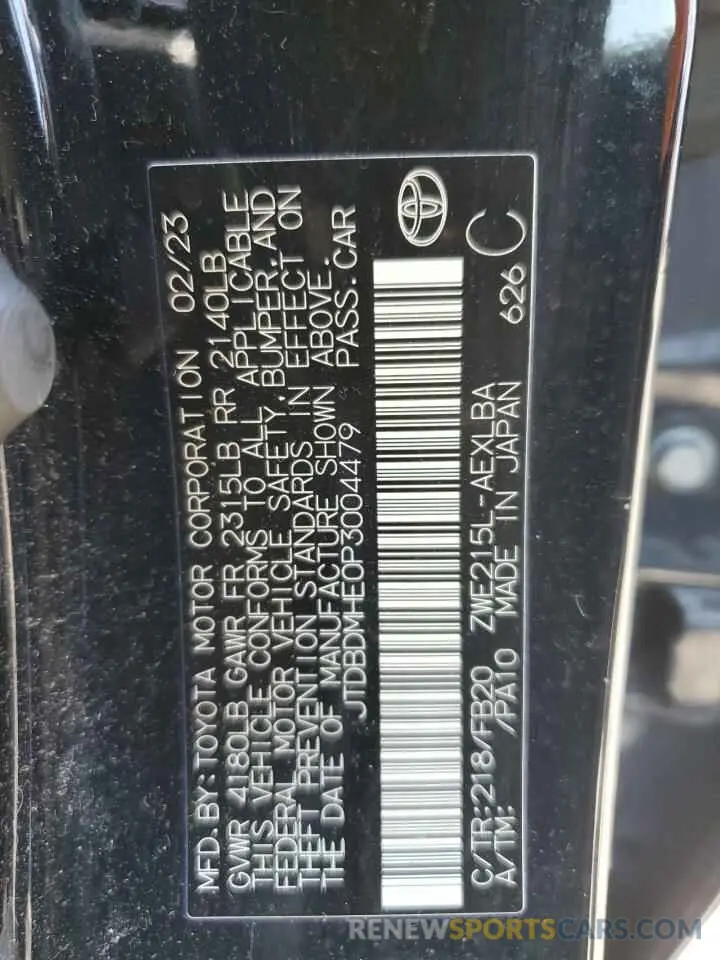 MFD.BY:TOYOTA MOTOR CORPORATION 02/23
GVWR 4180LB GAWR FR 2315LB RR 2140LB
THIS VEHICLE CONFORMS TO ALL APPLICABLE
FEDERAL MOTOR VEHICLE SAFETY,BUMPER,AND
THEFT PREVENTION STANDARDS IN EFFECT ON
THE DATE OF MANUFACTURE SHOWN ABOVE.
JTDBDMHE0P3004479 PASS.CAR
C/TR:218/FB20 ZWE215L-AEXLBA
A/TM: /PA10 MADE IN JAPAN 626 C
RENEWSPORTSCARS.COM